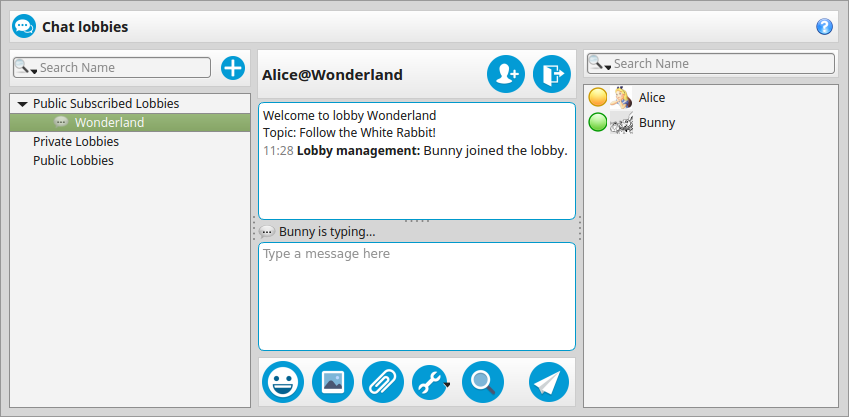 Chat lobbies
Search Name
Public Subscribed Lobbies
Wonderland
Private Lobbies
Public Lobbies
Alice@Wonderland
Welcome to lobby Wonderland
Topic: Follow the White Rabbit!
11:28 Lobby management: Bunny joined the lobby.
Bunny is typing...
Type a message here
Search Name
Alice
Bunny